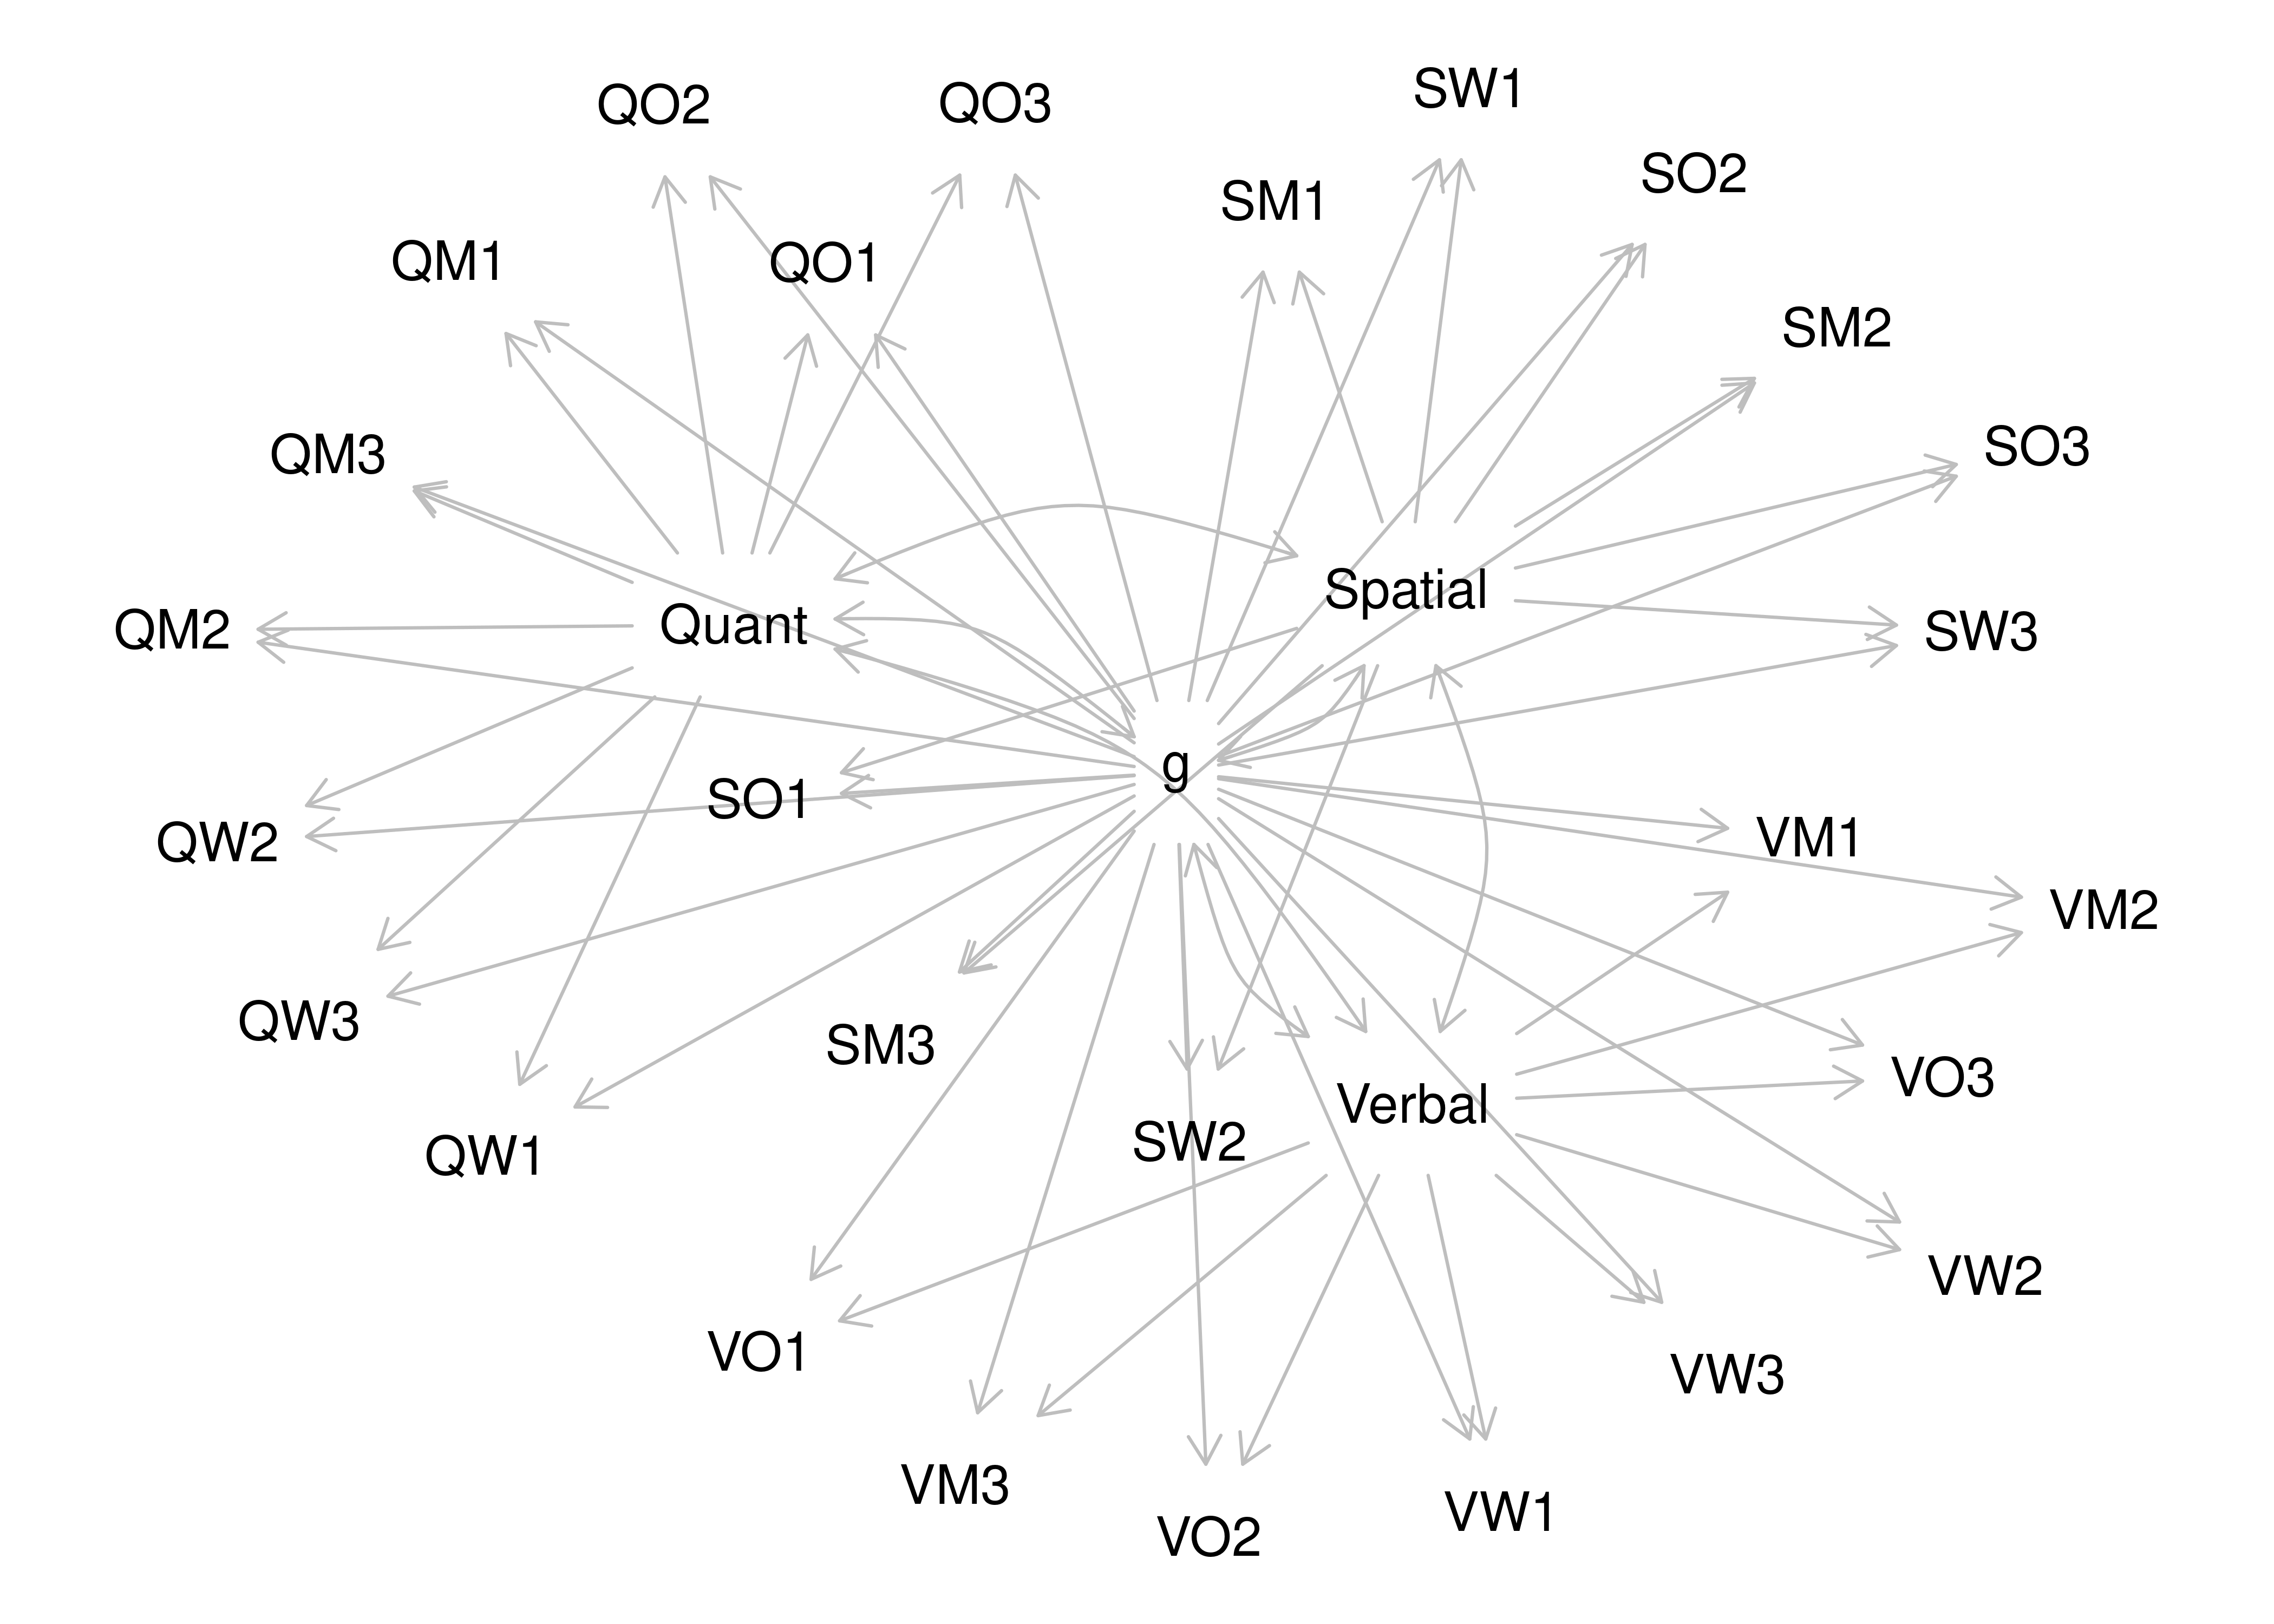 SW1
QO2
QO3
SO2
SM1
QM1
QO1
SM2
QM3
SO3
Spatial
Quant
QM2
SW3
g
SO1
QW2
VM1
VM2
QW3
SM3
VO3
Verbal
SW2
QW1
VW2
VO1
VW3
VM3
VW1
VO2